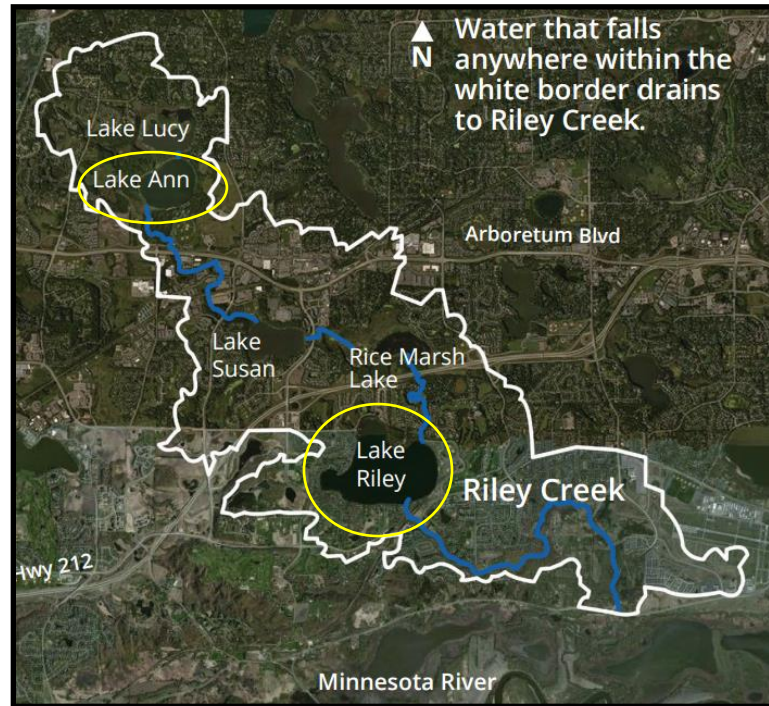 Water that falls
anywhere within the
white border drains
to Riley Creek.
N
Lake Lucy
Lake Ann
Arboretum Blvd
Lake
Susan
Rice Marsh
Lake
Lake
Riley
Riley Creek
Hwy 212
Minnesota River